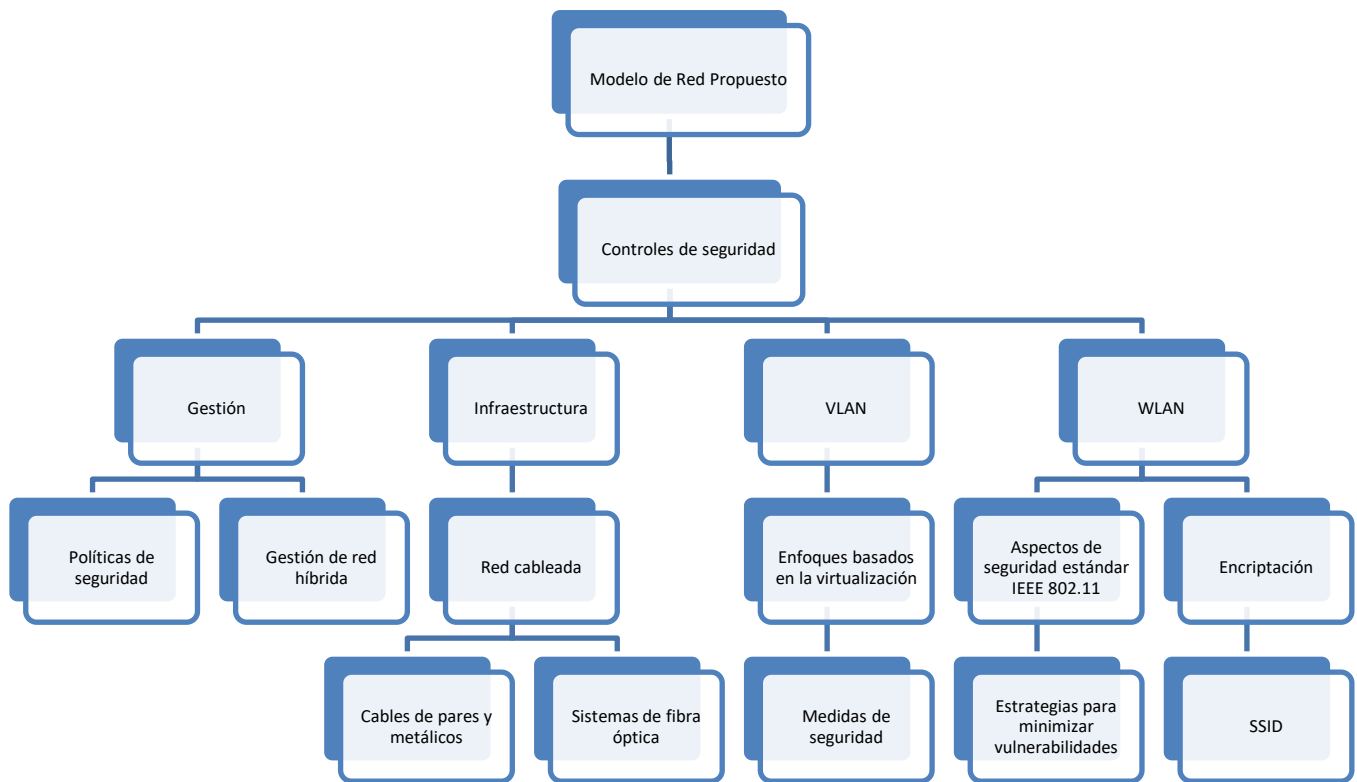 Modelo de Red Propuesto
Controles de seguridad
Gestión
Infraestructura
VLAN
WLAN
Políticas de
seguridad
Gestión de red
híbrida
Red cableada
Enfoques basados
en la virtualización
Aspectos de
seguridad estándar
IEEE 802.11
Encriptación
Cables de pares y
metálicos
Sistemas de fibra
óptica
Medidas de
seguridad
Estrategias para
minimizar
vulnerabilidades
SSID